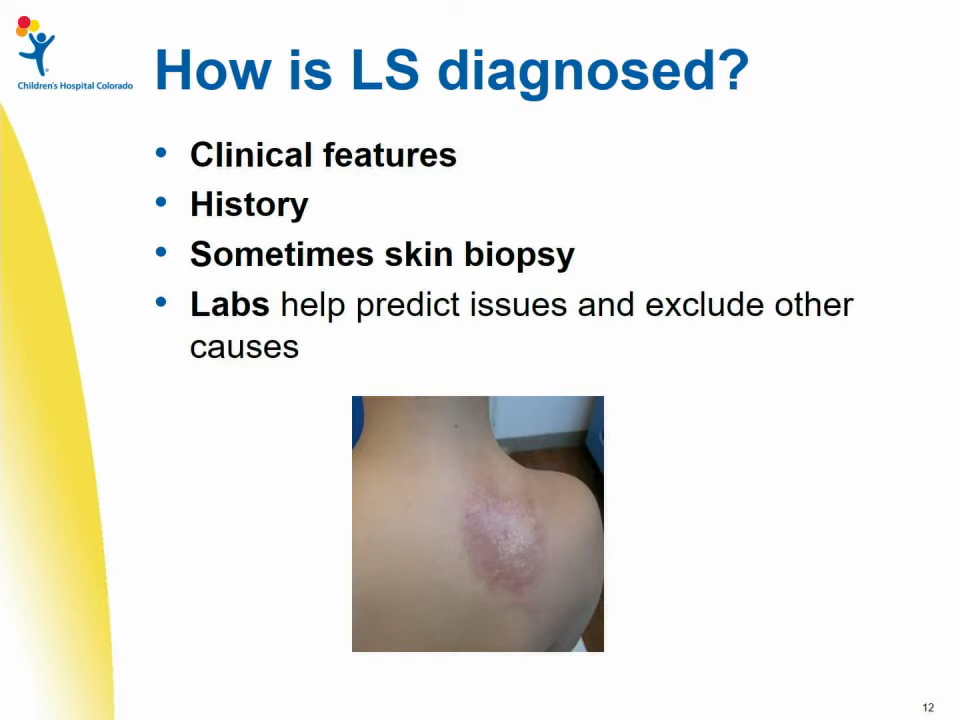 Children's Hospital Colorado
How is LS diagnosed?
• Clinical features
• History
• Sometimes skin biopsy
• Labs help predict issues and exclude other
causes
12